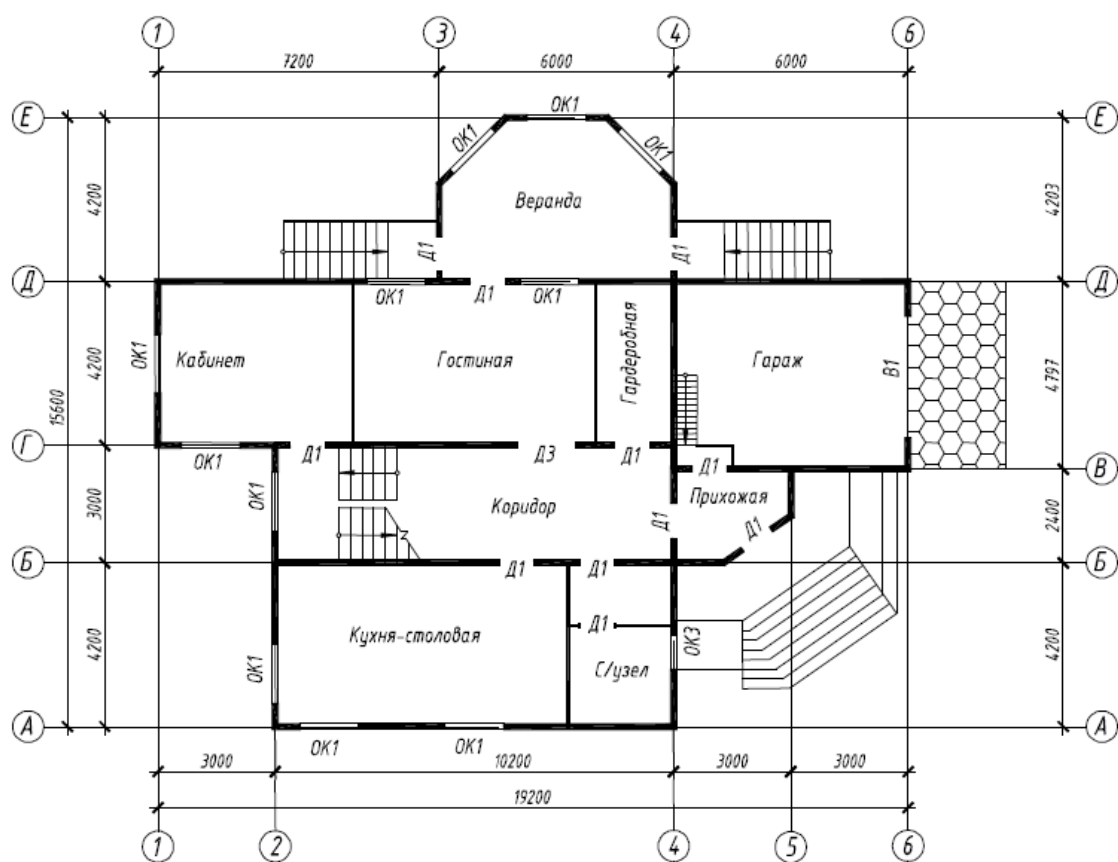 1 3 4 6
7200 6000 6000
Е ОК1 Е
ОК1 ОК1
4200 Веранда 4203
Д1 Д1
Д ОК1 Д1 ОК1 Д
ОК1 Кабинет Гостиная Гардеробная Гараж В1
15600 4200 4797
Г ОК1 Д1 Д3 Д1 Д1 В
3000 ОК1 Коридор Д1 Прихожая Д1 2400
Б Д1 Д1 Б
4200 ОК1 Кухня-столовая Д1 ОК3 4200
С/узел
А А
ОК1 ОК1
3000 10200 3000 3000
19200
1 2 4 5 6